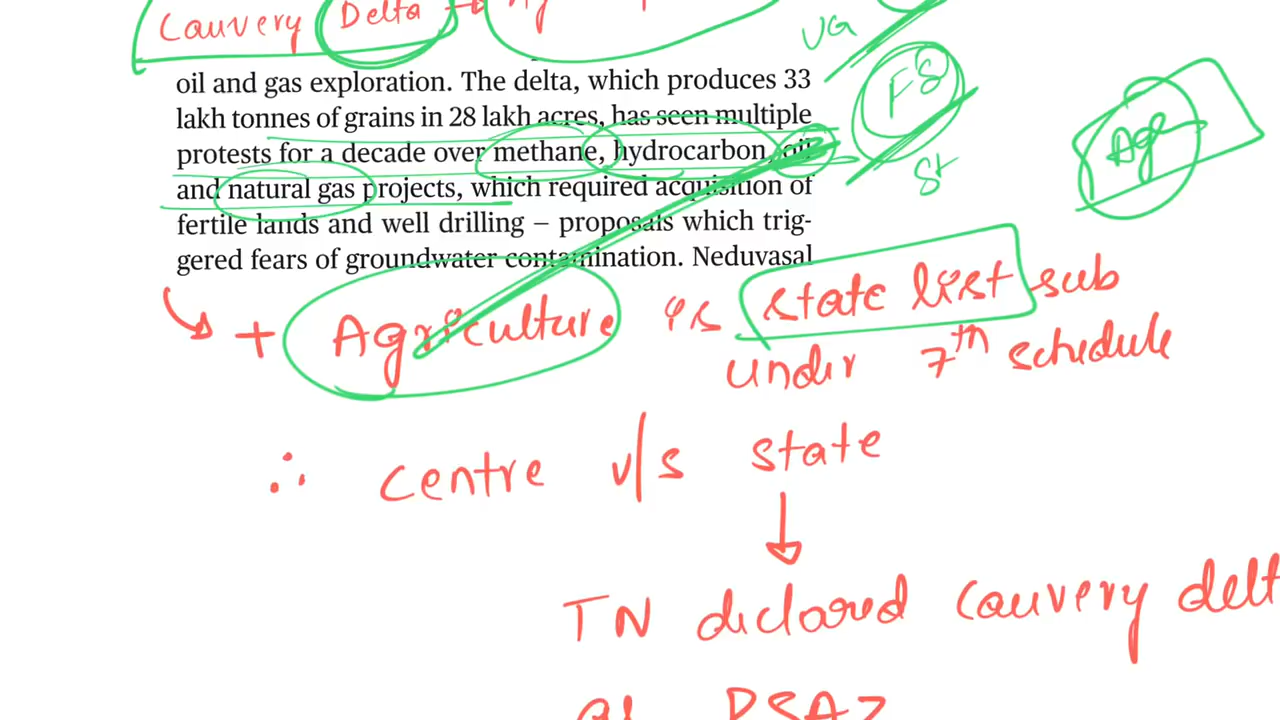 Cauvery Delta
UG
oil and gas exploration. The delta, which produces 33
lakh tonnes of grains in 28 lakh acres, has seen multiple
protests for a decade over methane, hydrocarbon, oil
and natural gas projects, which required acquisition of
fertile lands and well drilling – proposals which trig-
gered fears of groundwater contamination. Neduvasal
FS
St
Ag
+ Agriculture is state list sub
under 7th schedule
∴ centre v/s state
TN declared Cauvery delt
as PSAZ